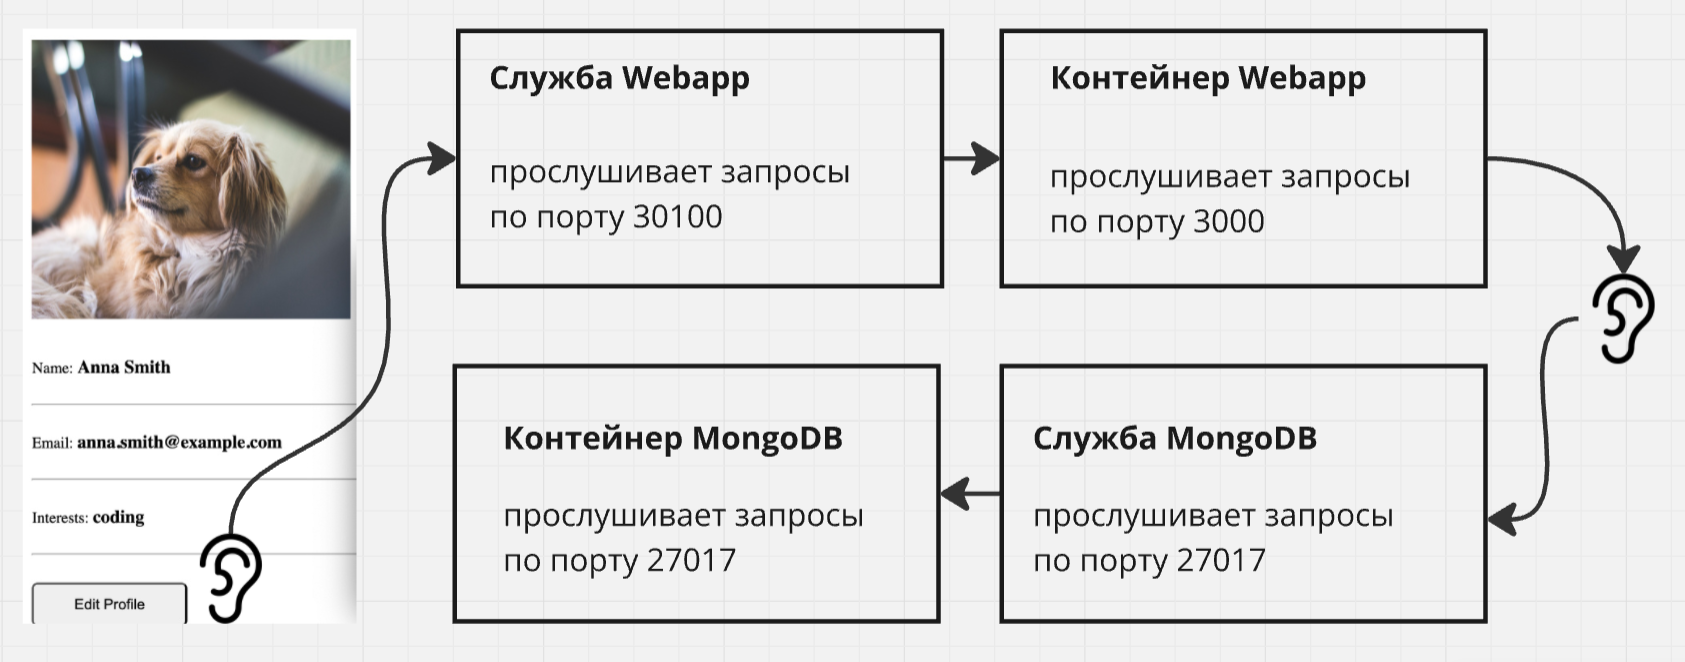 Name: Anna Smith
Email: anna.smith@example.com
Interests: coding
Edit Profile
Служба Webapp
прослушивает запросы
по порту 30100
Контейнер Webapp
прослушивает запросы
по порту 3000
Контейнер MongoDB
прослушивает запросы
по порту 27017
Служба MongoDB
прослушивает запросы
по порту 27017